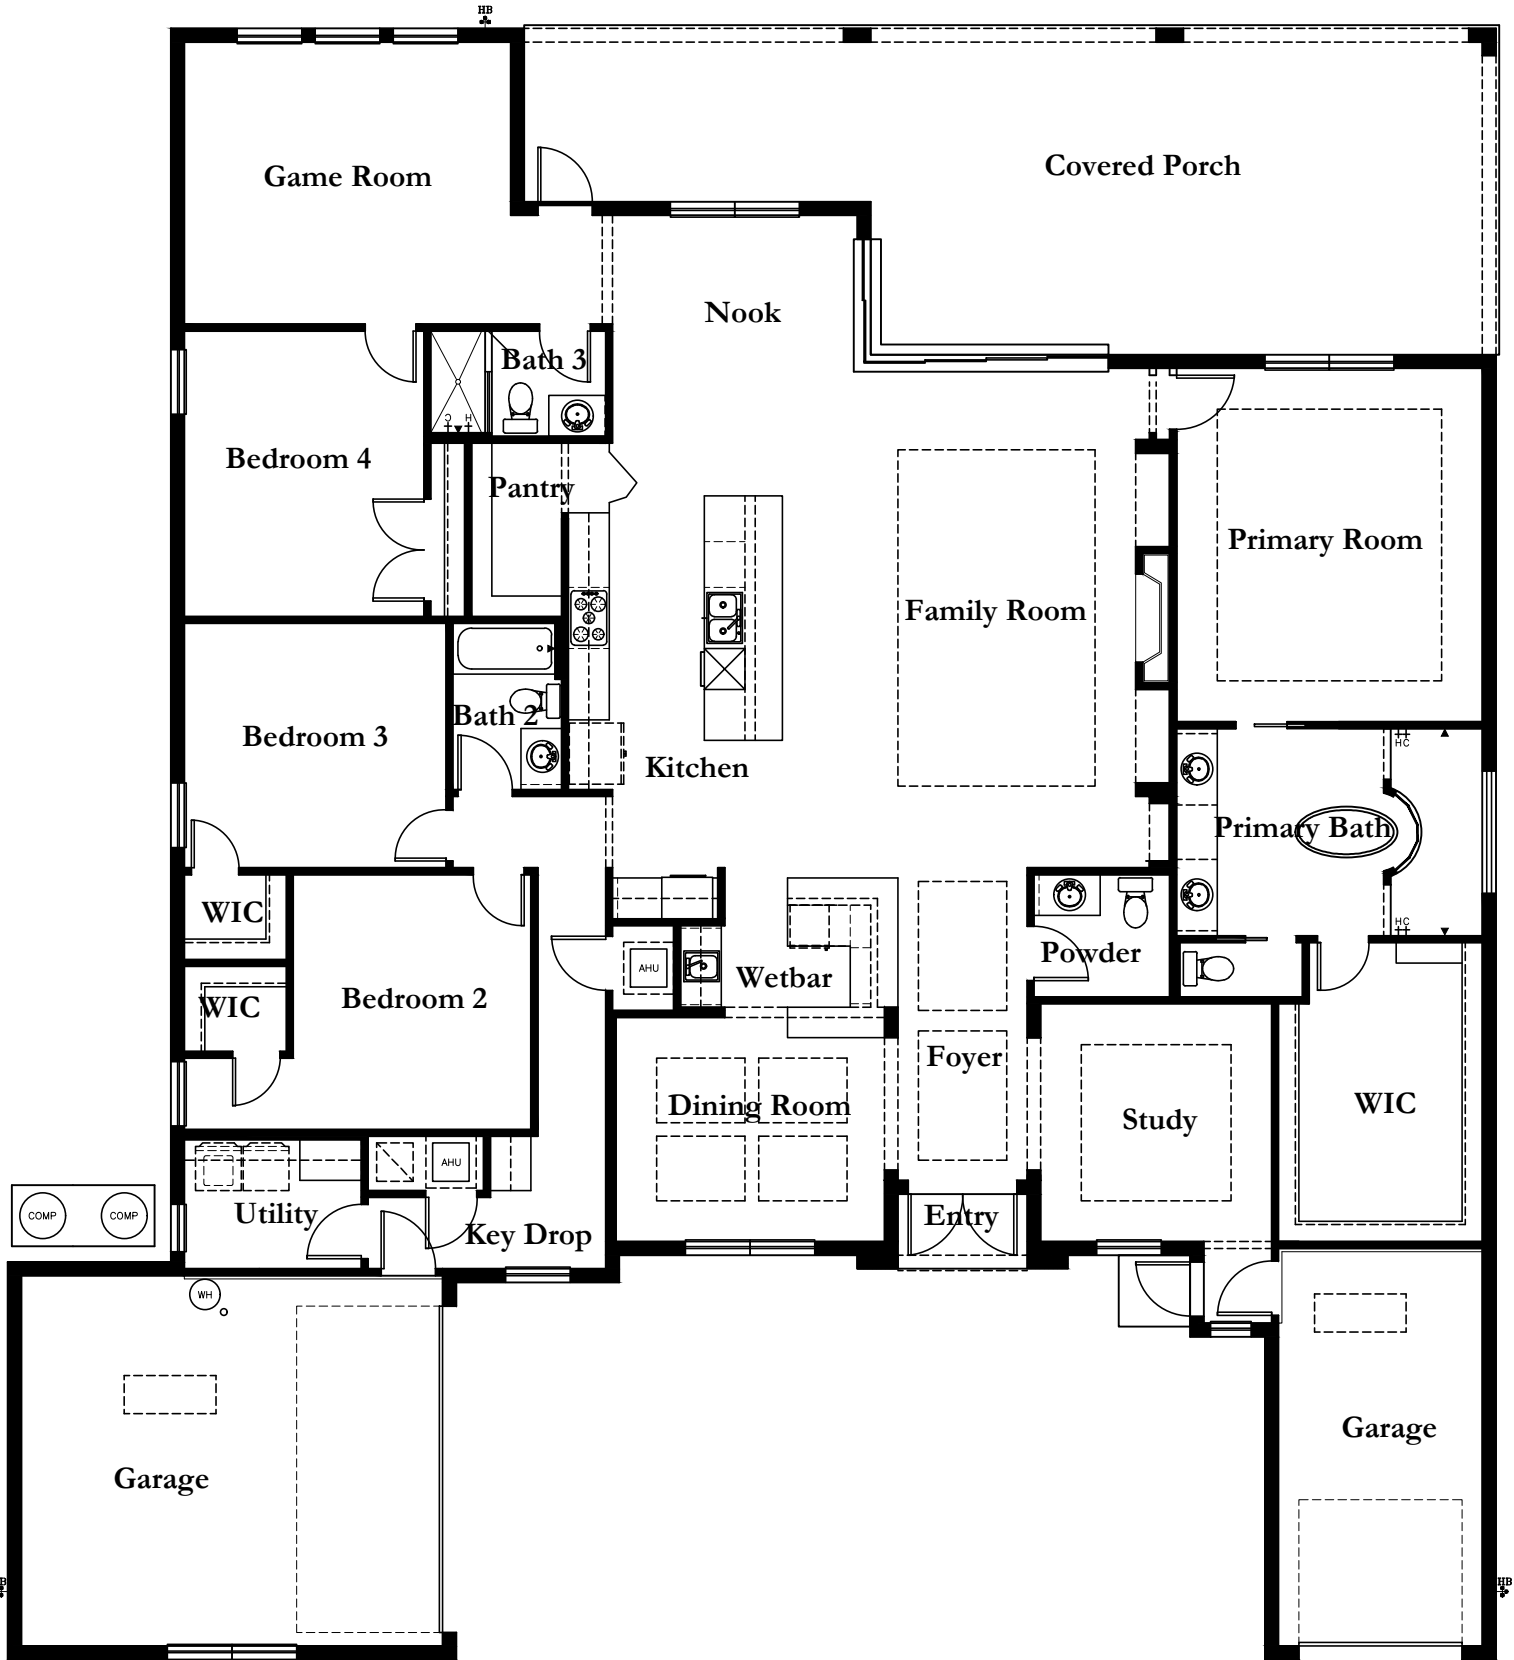 HB
Game Room
Covered Porch
Nook
Bath 3
C H
Bedroom 4
Pantry
Primary Room
Family Room
Bath 2
Bedroom 3
Kitchen
HC
Primary Bath
WIC
HC
Powder
AHU
Wetbar
Bedroom 2
WIC
Foyer
Dining Room
WIC
Study
AHU
COMP
COMP
Utility
Key Drop
Entry
WH
Garage
Garage
HB